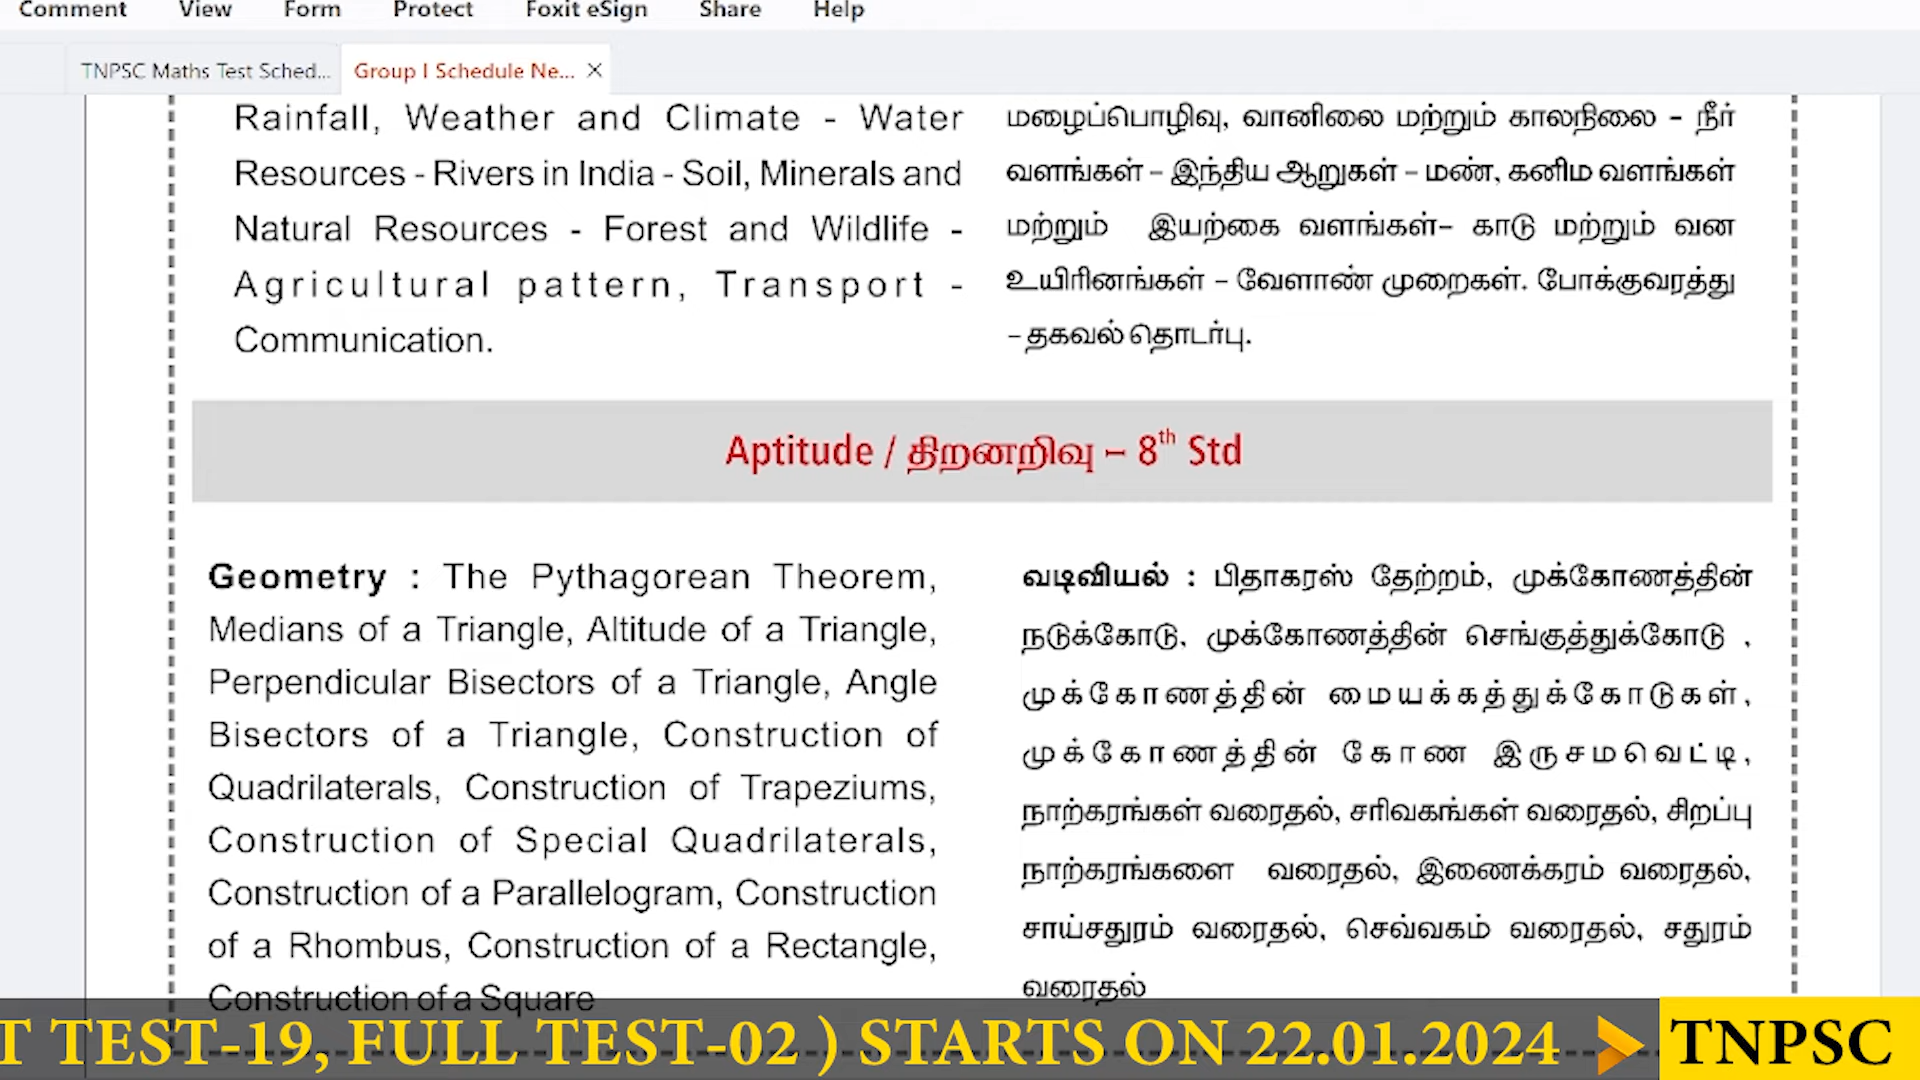 Comment View Form Protect Foxit eSign Share Help
TNPSC Maths Test Sched... Group I Schedule Ne...
Rainfall, Weather and Climate - Water
Resources - Rivers in India - Soil, Minerals and
Natural Resources - Forest and Wildlife -
Agricultural pattern, Transport -
Communication.
மழைப்பொழிவு, வானிலை மற்றும் காலநிலை – நீர்
வளங்கள் – இந்திய ஆறுகள் – மண், கனிம வளங்கள்
மற்றும் இயற்கை வளங்கள்– காடு மற்றும் வன
உயிரினங்கள் – வேளாண் முறைகள். போக்குவரத்து
– தகவல் தொடர்பு.
Aptitude / திறனறிவு – 8th Std
Geometry : The Pythagorean Theorem,
Medians of a Triangle, Altitude of a Triangle,
Perpendicular Bisectors of a Triangle, Angle
Bisectors of a Triangle, Construction of
Quadrilaterals, Construction of Trapeziums,
Construction of Special Quadrilaterals,
Construction of a Parallelogram, Construction
of a Rhombus, Construction of a Rectangle,
Construction of a Square
வடிவியல் : பிதாகரஸ் தேற்றம், முக்கோணத்தின்
நடுக்கோடு, முக்கோணத்தின் செங்குத்துக்கோடு ,
முக்கோணத்தின் மையக்கத்துக்கோடுகள்,
முக்கோணத்தின் கோண இருசமவெட்டி,
நாற்கரங்கள் வரைதல், சரிவகங்கள் வரைதல், சிறப்பு
நாற்கரங்களை வரைதல், இணைக்கரம் வரைதல்,
சாய்சதுரம் வரைதல், செவ்வகம் வரைதல், சதுரம்
வரைதல்
T TEST-19, FULL TEST-02 ) STARTS ON 22.01.2024 TNPSC